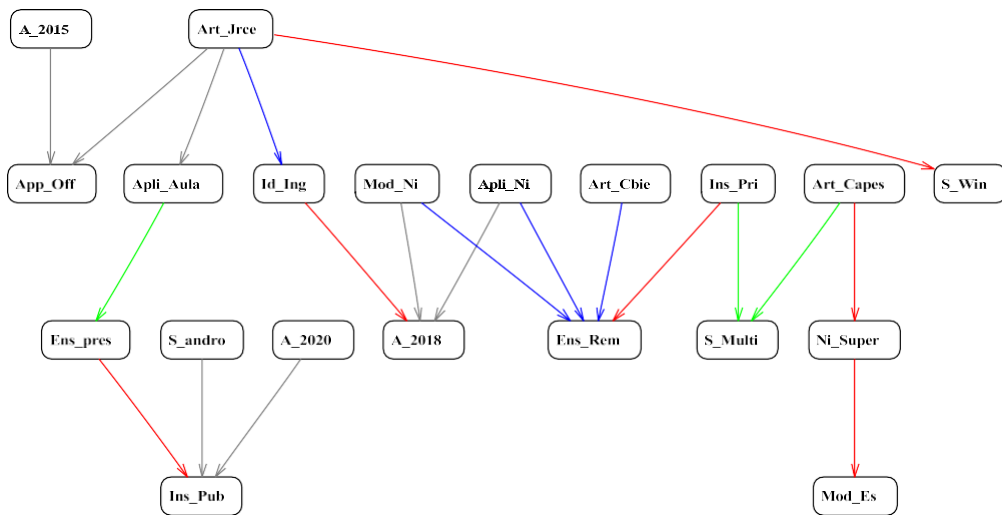 A_2015
Art_Jrce
App_Off
Apli_Aula
Id_Ing
Mod_Ni
Apli_Ni
Art_Cbie
Ins_Pri
Art_Capes
S_Win
Ens_pres
S_andro
A_2020
A_2018
Ens_Rem
S_Multi
Ni_Super
Ins_Pub
Mod_Es